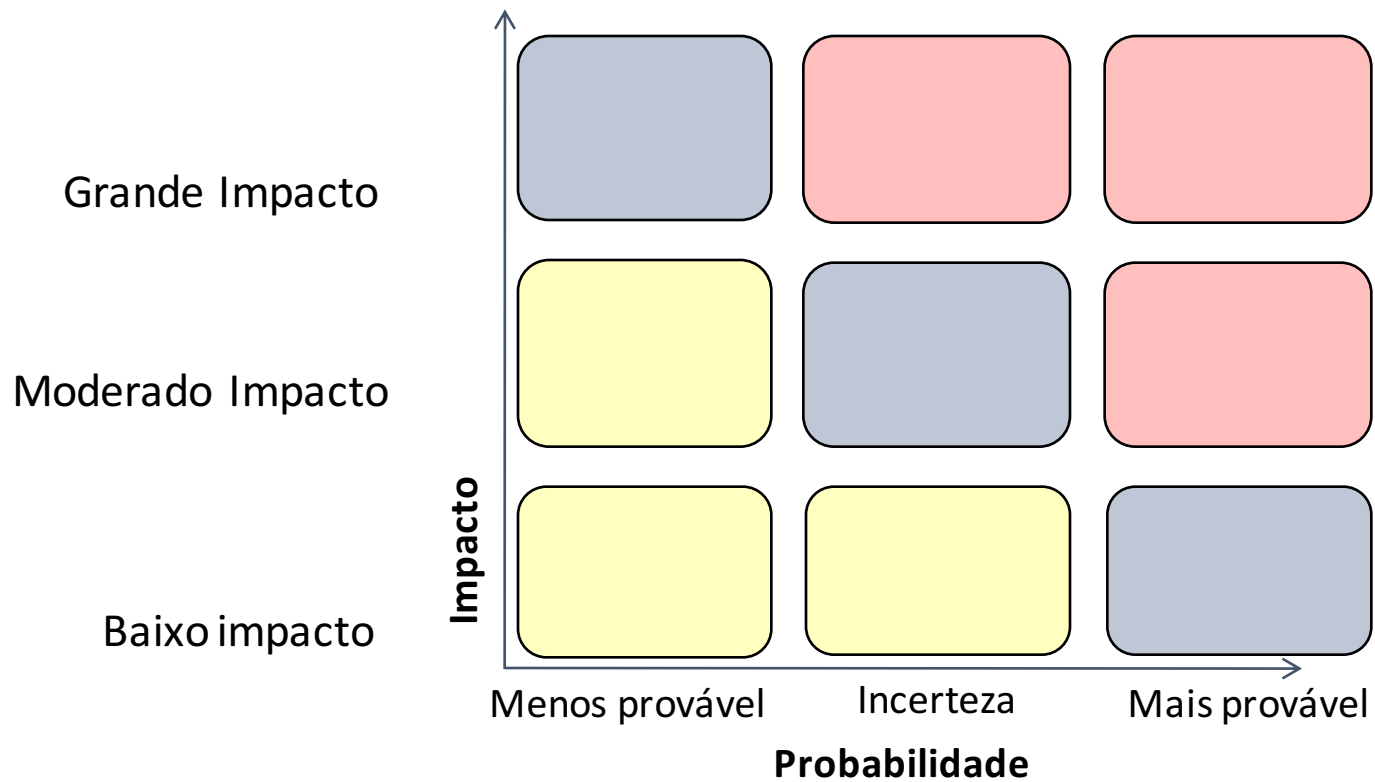 Grande Impacto
Moderado Impacto
Baixo impacto
Impacto
Menos provável
Incerteza
Mais provável
Probabilidade